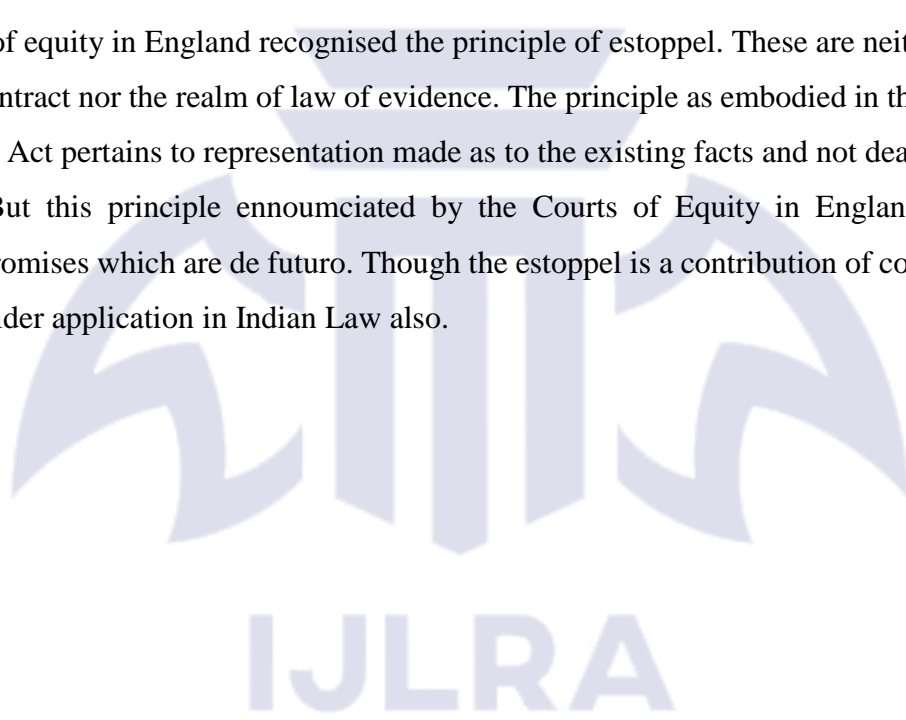 of equity in England recognised the principle of estoppel. These are neit
ntract nor the realm of law of evidence. The principle as embodied in th
Act pertains to representation made as to the existing facts and not dea
But this principle ennoumciated by the Courts of Equity in Englan
romises which are de futuro. Though the estoppel is a contribution of co
ider application in Indian Law also.
IJLRA